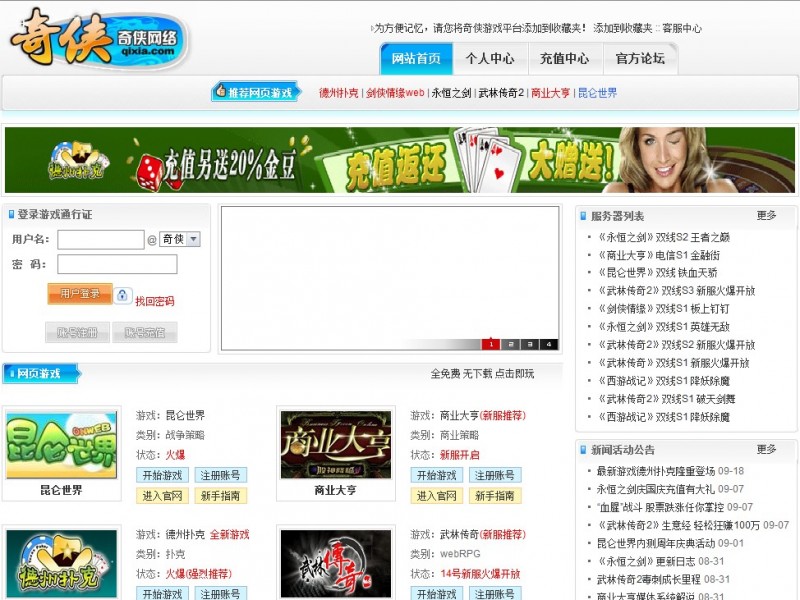 奇侠
奇侠网络
qixia.com
为方便记忆，请您将奇侠游戏平台添加到收藏夹！ 添加到收藏夹 :: 客服中心
网站首页 个人中心 充值中心 官方论坛
推荐网页游戏
德州扑克 | 剑侠情缘web | 永恒之剑 | 武林传奇2 | 商业大亨 | 昆仑世界
德州扑克 充值另送20%金豆 充值返还 大赠送!
登录游戏通行证
用户名： @ 奇侠
密 码：
用户登录 找回密码
账号注册 账号充值
1 2 3 4
服务器列表 更多
《永恒之剑》双线S2 王者之巅
《商业大亨》电信S1 金融街
《昆仑世界》双线 铁血天骄
《武林传奇2》双线S3 新服火爆开放
《剑侠情缘》双线S1 板上钉钉
《永恒之剑》双线S1 英雄无敌
《武林传奇2》双线S2 新服火爆开放
《武林传奇》双线S1 新服火爆开放
《西游战记》双线S1 降妖除魔
《武林传奇2》双线S1 破天剑舞
《西游战记》双线S1 降妖除魔
网页游戏 全免费 无下载 点击即玩
昆仑世界
昆仑世界
游戏： 昆仑世界
类别： 战争策略
状态： 火爆
开始游戏 注册账号
进入官网 新手指南
商业大亨
商业大亨
游戏： 商业大亨(新服推荐)
类别： 商业策略
状态： 新服开启
开始游戏 注册账号
进入官网 新手指南
德州扑克
游戏： 德州扑克 全新游戏
类别： 扑克
状态： 火爆(强烈推荐)
开始游戏 注册账号
武林传奇
游戏： 武林传奇(新服推荐)
类别： webRPG
状态： 14号新服火爆开放
开始游戏 注册账号
新闻活动公告 更多
最新游戏德州扑克隆重登场 09-18
永恒之剑庆国庆充值有大礼 09-07
“血腥”战斗 股票跌涨任你掌控 09-07
《武林传奇2》生意经 轻松狂赚100万 09-07
昆仑世界内测周年庆典活动 09-01
《永恒之剑》更新日志 08-31
武林传奇2毒刺成长里程 08-31
商业大亨媒体系统解说 08-31